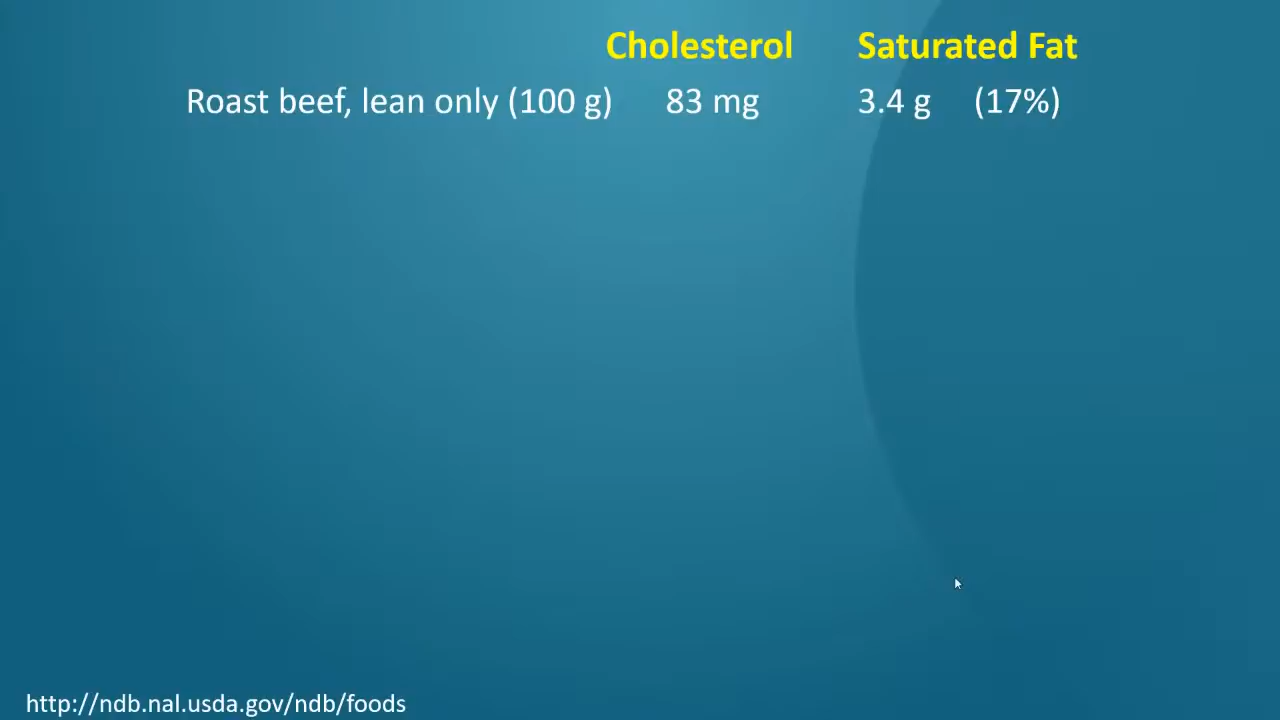 Cholesterol Saturated Fat
Roast beef, lean only (100 g) 83 mg 3.4 g (17%)
http://ndb.nal.usda.gov/ndb/foods